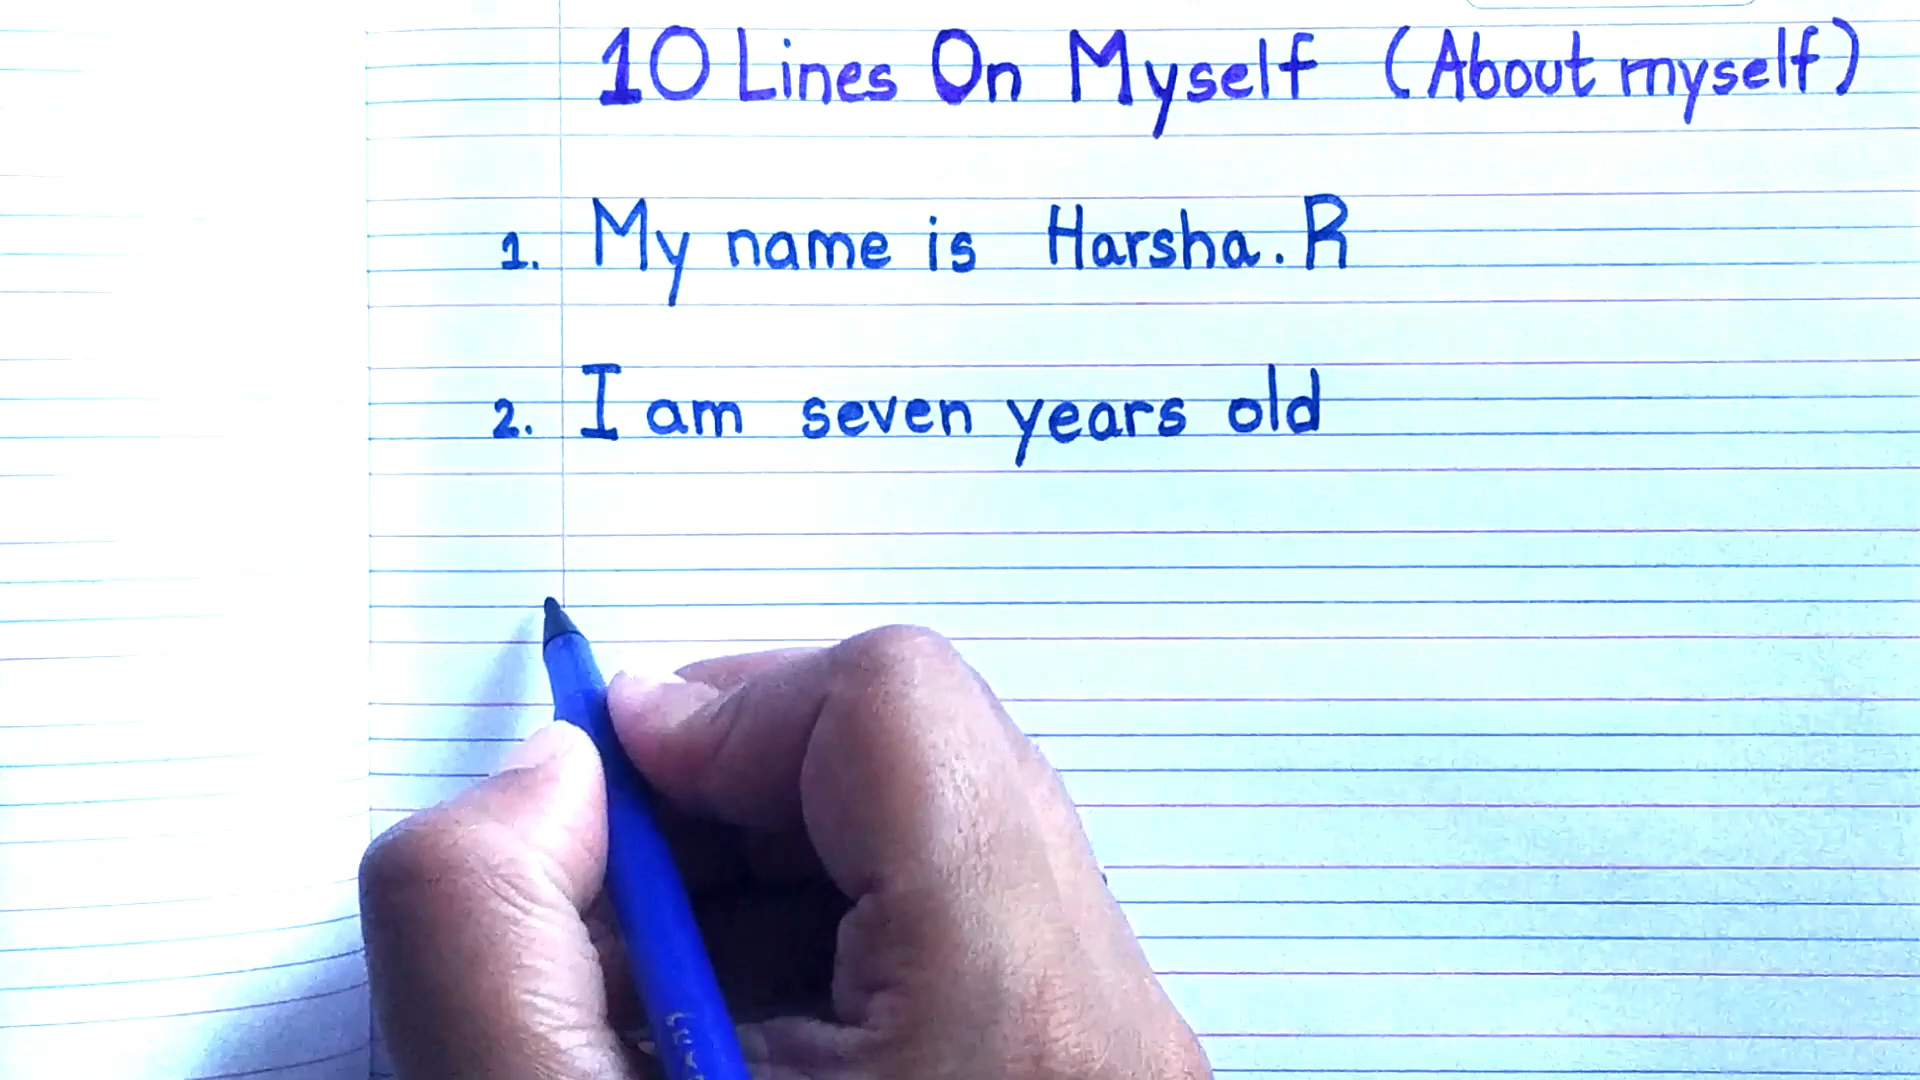 10 Lines On Myself (About myself)
1. My name is Harsha.R
2. I am seven years old